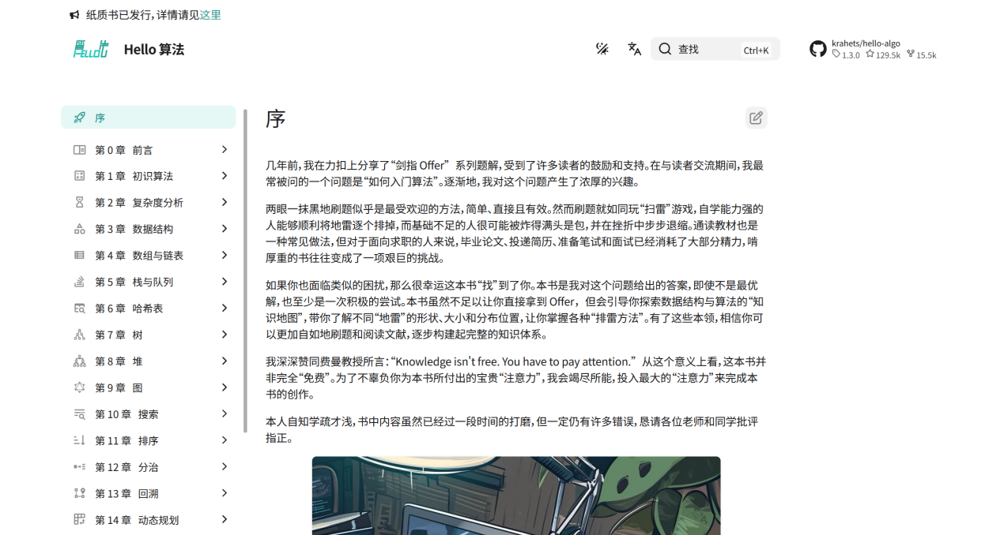 纸质书已发行，详情请见这里
Hello 算法
查找
Ctrl+K
krahets/hello-algo
1.3.0
129.5k
15.5k
序
第 0 章 前言
第 1 章 初识算法
第 2 章 复杂度分析
第 3 章 数据结构
第 4 章 数组与链表
第 5 章 栈与队列
第 6 章 哈希表
第 7 章 树
第 8 章 堆
第 9 章 图
第 10 章 搜索
第 11 章 排序
第 12 章 分治
第 13 章 回溯
第 14 章 动态规划
序
几年前，我在力扣上分享了“剑指 Offer”系列题解，受到了许多读者的鼓励和支持。在与读者交流期间，我最
常被问的一个问题是“如何入门算法”。逐渐地，我对这个问题产生了浓厚的兴趣。
两眼一抹黑地刷题似乎是最受欢迎的方法，简单、直接且有效。然而刷题就如同玩“扫雷”游戏，自学能力强的
人能够顺利将地雷逐个排掉，而基础不足的人很可能被炸得满头是包，并在挫折中步步退缩。通读教材也是
一种常见做法，但对于面向求职的人来说，毕业论文、投递简历、准备笔试和面试已经消耗了大部分精力，啃
厚重的书往往变成了一项艰巨的挑战。
如果你也面临类似的困扰，那么很幸运这本书“找”到了你。本书是我对这个问题给出的答案，即使不是最优
解，也至少是一次积极的尝试。本书虽然不足以让你直接拿到 Offer，但会引导你探索数据结构与算法的“知
识地图”，带你了解不同“地雷”的形状、大小和分布位置，让你掌握各种“排雷方法”。有了这些本领，相信你可
以更加自如地刷题和阅读文献，逐步构建起完整的知识体系。
我深深赞同费曼教授所言：“Knowledge isn't free. You have to pay attention.”从这个意义上看，这本书并
非完全“免费”。为了不辜负你为本书所付出的宝贵“注意力”，我会竭尽所能，投入最大的“注意力”来完成本
书的创作。
本人自知学疏才浅，书中内容虽然已经过一段时间的打磨，但一定仍有许多错误，恳请各位老师和同学批评
指正。